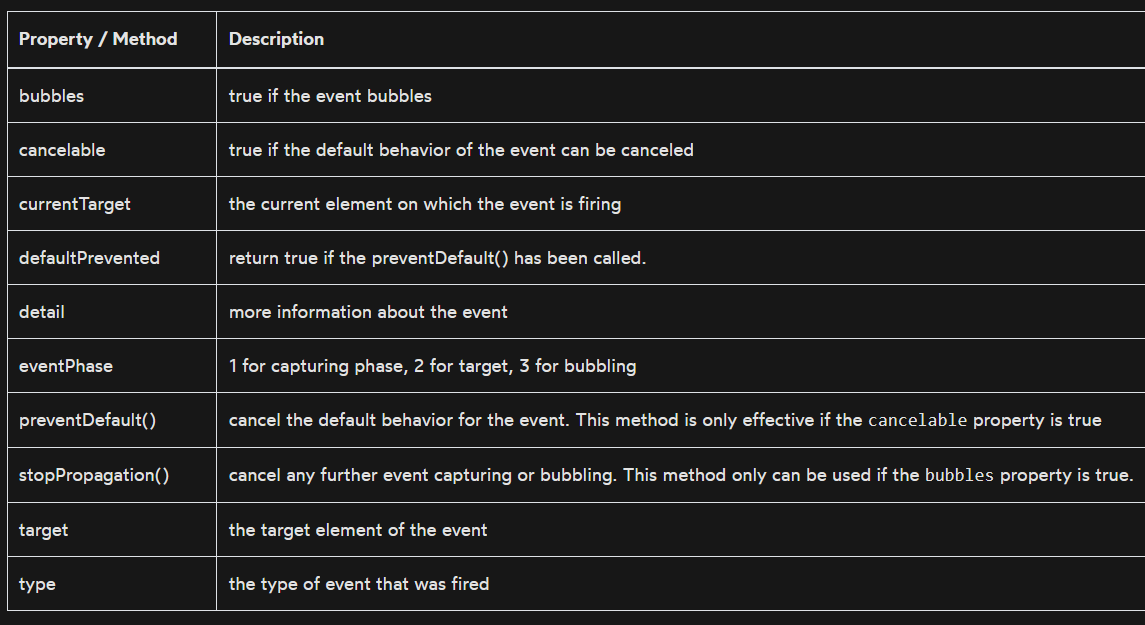 Property / Method Description
bubbles true if the event bubbles
cancelable true if the default behavior of the event can be canceled
currentTarget the current element on which the event is firing
defaultPrevented return true if the preventDefault() has been called.
detail more information about the event
eventPhase 1 for capturing phase, 2 for target, 3 for bubbling
preventDefault() cancel the default behavior for the event. This method is only effective if the cancelable property is true
stopPropagation() cancel any further event capturing or bubbling. This method only can be used if the bubbles property is true.
target the target element of the event
type the type of event that was fired